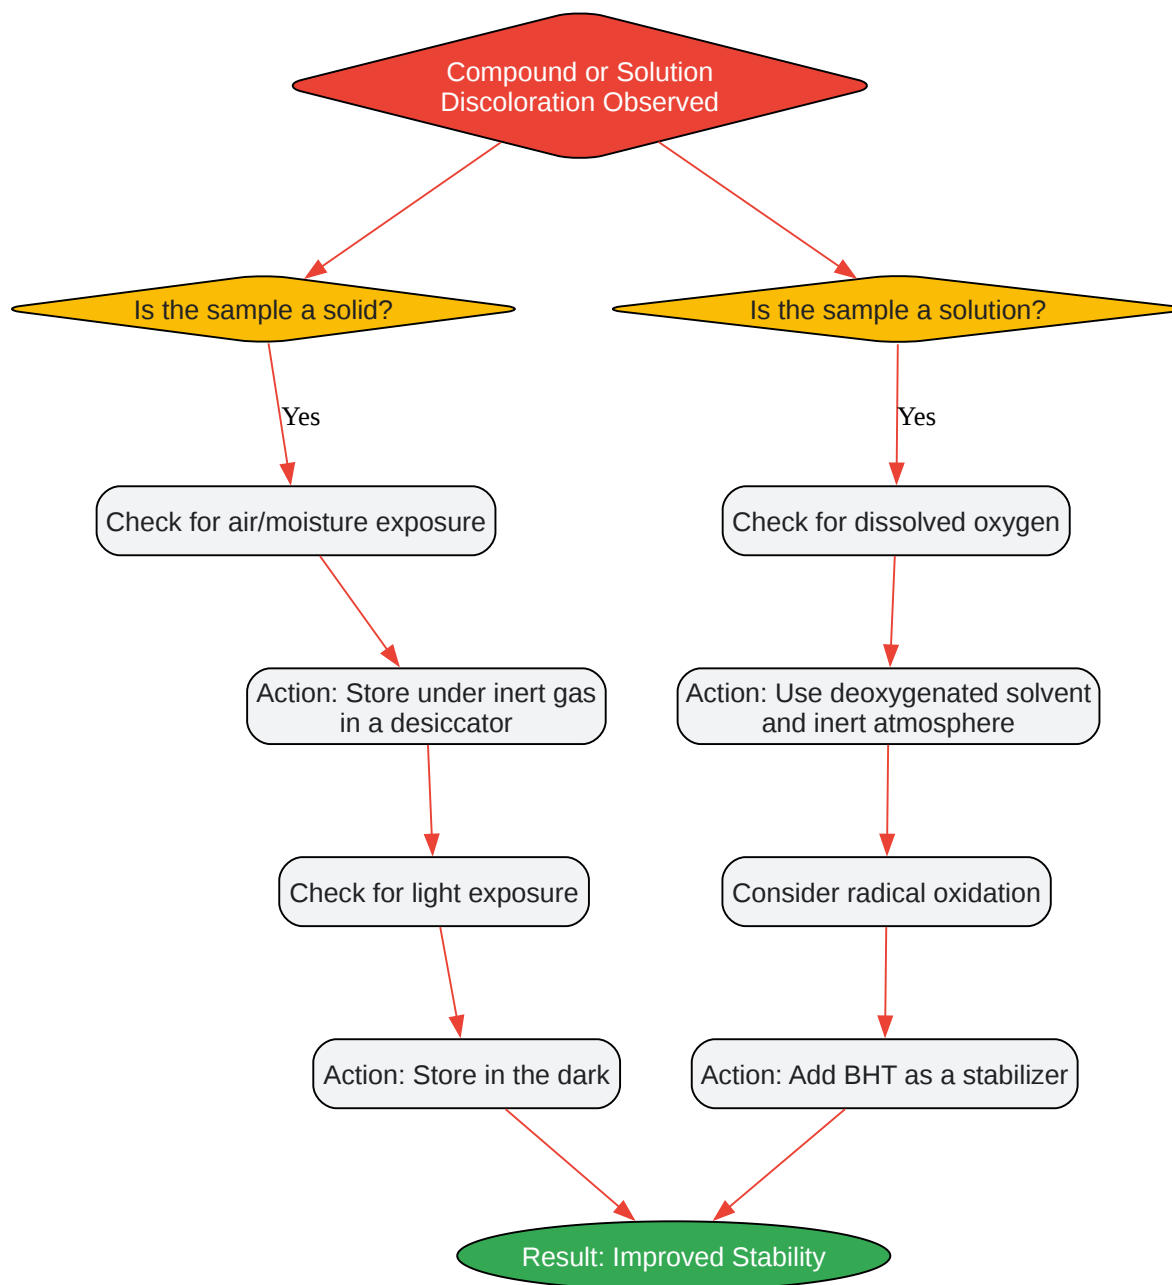 Compound or Solution
Discoloration Observed
Is the sample a solid?
Is the sample a solution?
Yes
Yes
Check for air/moisture exposure
Check for dissolved oxygen
Action: Store under inert gas
in a desiccator
Action: Use deoxygenated solvent
and inert atmosphere
Check for light exposure
Consider radical oxidation
Action: Store in the dark
Action: Add BHT as a stabilizer
Result: Improved Stability